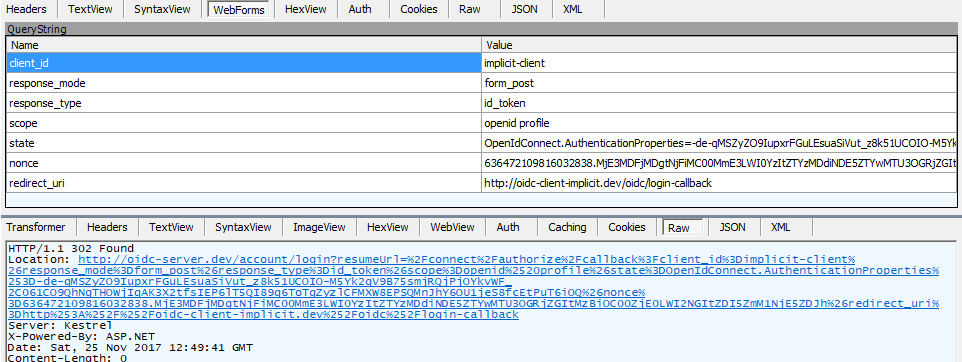 Headers TextView SyntaxView WebForms HexView Auth Cookies Raw JSON XML
QueryString
Name Value
client_id implicit-client
response_mode form_post
response_type id_token
scope openid profile
state OpenIdConnect.AuthenticationProperties=-de-qMSZyZO9IupxrFGuLEsuaSiVut_z8k51UCOIO-M5Yk
nonce 636472109816032838.MjE3MDFjMDgtNjFiMC00MmE3LWI0YzItZTYzMDdiNDE5ZTYwMTU3OGRjZGIt
redirect_uri http://oidc-client-implicit.dev/oidc/login-callback
Transformer Headers TextView SyntaxView ImageView HexView WebView Auth Caching Cookies Raw JSON XML
HTTP/1.1 302 Found
Location: http://oidc-server.dev/account/login?resumeUrl=%2Fconnect%2Fauthorize%2Fcallback%3Fclient_id%3Dimplicit-client%
26response_mode%3Dform_post%26response_type%3Did_token%26scope%3Dopenid%2520profile%26state%3DOpenIdConnect.AuthenticationProperties%
253D-de-qMSZyZO9IupxrFGuLEsuaSiVut_z8k51UCOIO-M5Yk2qV9B75smjRQjPjOYkvWF_
3D636472109816032838.MjE3MDFjMDgtNjFiMC00MmE3LWI0YzItZTYzMDdiNDE5ZTYwMTU3OGRjZGItMzBiOC00ZjE0LWI2NGItZDI5ZmM1NjE5ZDJh%26redirect_uri%
3Dhttp%253A%252F%252Foidc-client-implicit.dev%252Foidc%252Flogin-callback
Server: Kestrel
X-Powered-By: ASP.NET
Date: Sat, 25 Nov 2017 12:49:41 GMT
Content-Length: 0